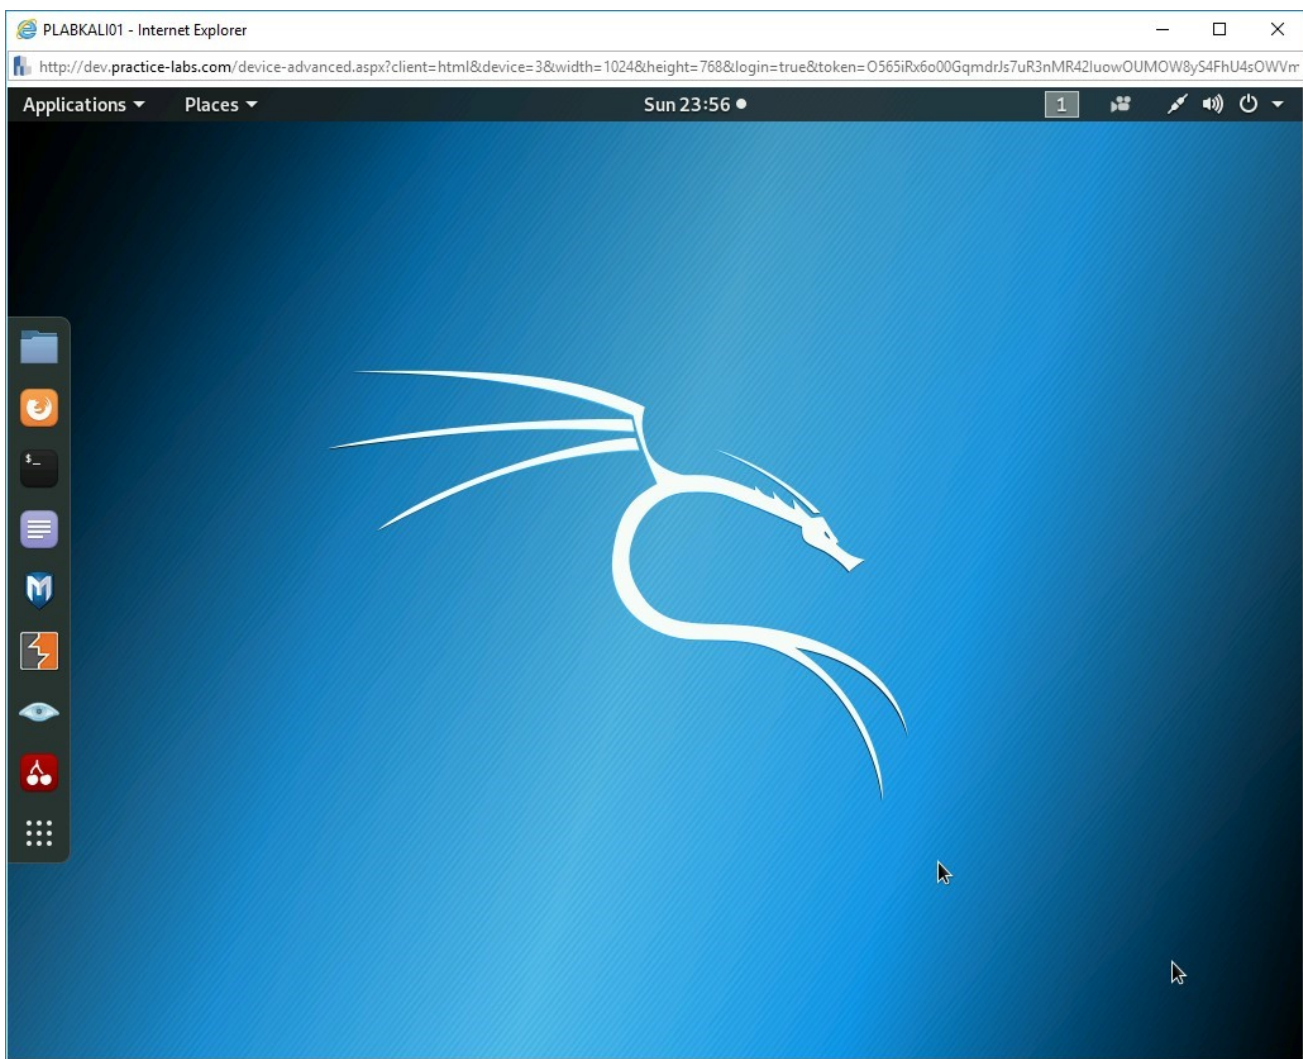 PLABKALI01 - Internet Explorer
http://dev.practice-labs.com/device-advanced.aspx?client=html&device=3&width=1024&height=768&login=true&token=O565iRx6o00GqmdrJs7uR3nMR42luowOUMOW8yS4FhU4sOWVm
Applications Places Sun 23:56 1
$_